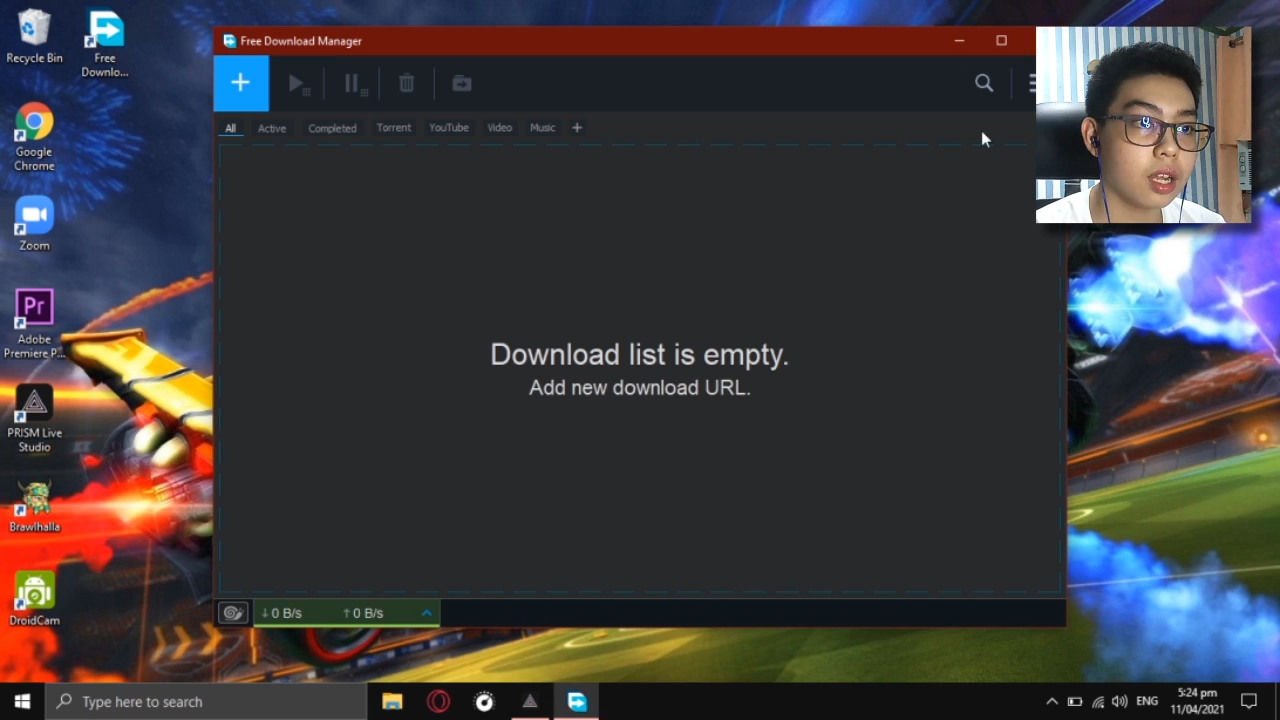 Recycle Bin
Free
Downlo...
Google
Chrome
Zoom
Pr
Adobe
Premiere P...
PRISM Live
Studio
Brawlhalla
DroidCam
Free Download Manager
All
Active
Completed
Torrent
YouTube
Video
Music
Download list is empty.
Add new download URL.
↓ 0 B/s
↑ 0 B/s
Type here to search
ENG
5:24 pm
11/04/2021